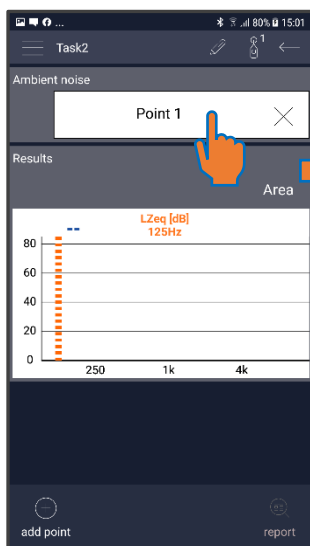 ... 80% 15:01
Task2 1
Ambient noise
Point 1
Results
Area
LZeq [dB]
125Hz
--
80
60
40
20
0
250 1k 4k
add point report